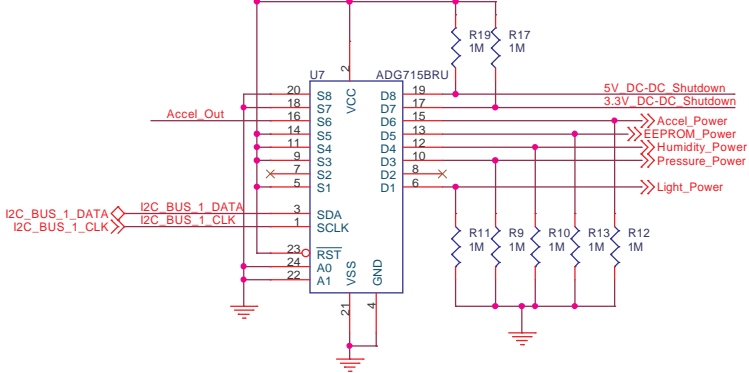 R19 R17
1M 1M
U7 ADG715BRU
2
VCC
20 S8 D8 19 5V_DC-DC_Shutdown
18 S7 D7 17 3.3V_DC-DC_Shutdown
Accel_Out 16 S6 D6 15 Accel_Power
14 S5 D5 13 EEPROM_Power
11 S4 D4 12 Humidity_Power
9 S3 D3 10 Pressure_Power
7 S2 D2 8
5 S1 D1 6 Light_Power
I2C_BUS_1_DATA I2C_BUS_1_DATA 3 SDA
I2C_BUS_1_CLK I2C_BUS_1_CLK 1 SCLK
R11 R9 R10 R13 R12
1M 1M 1M 1M 1M
23 RST
24 A0
22 A1
VSS GND
21 4